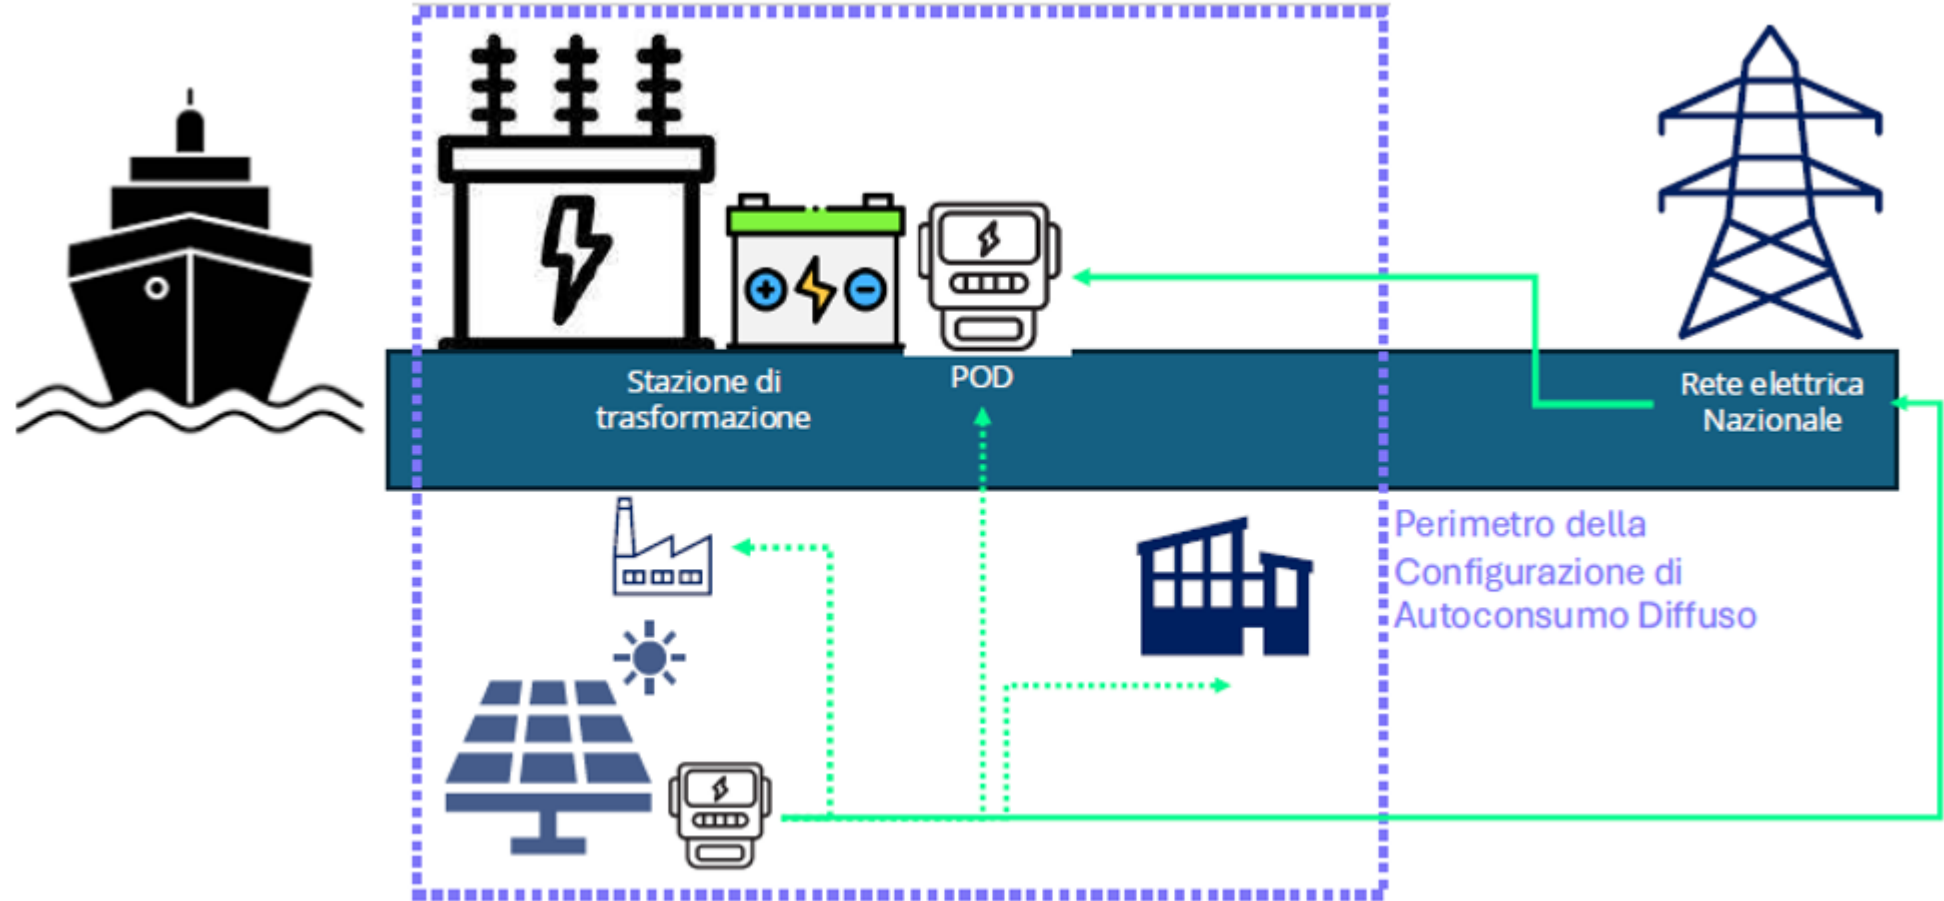 Stazione di
trasformazione
POD
Rete elettrica
Nazionale
Perimetro della
Configurazione di
Autoconsumo Diffuso